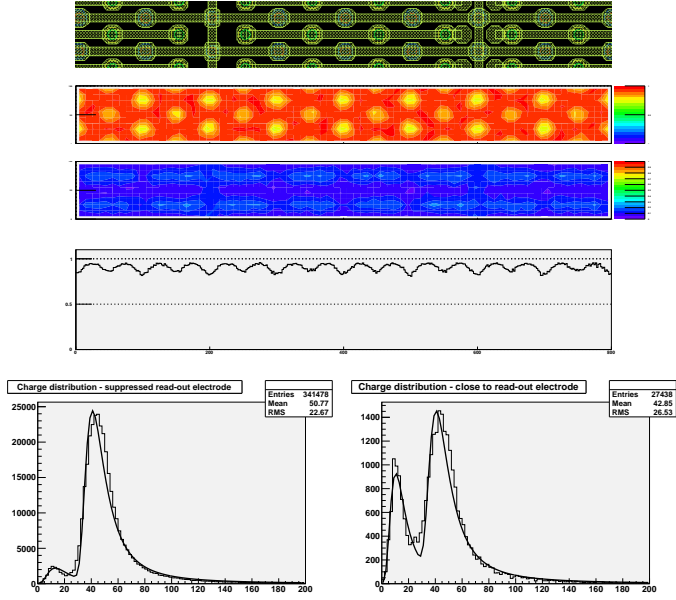 1
0.5
0
0 200 400 600 800
Charge distribution - suppressed read-out electrode
Entries 341478
Mean 50.77
RMS 22.67
25000
20000
15000
10000
5000
0
0 20 40 60 80 100 120 140 160 180 200
Charge distribution - close to read-out electrode
Entries 27438
Mean 42.85
RMS 26.53
1400
1200
1000
800
600
400
200
0
0 20 40 60 80 100 120 140 160 180 200